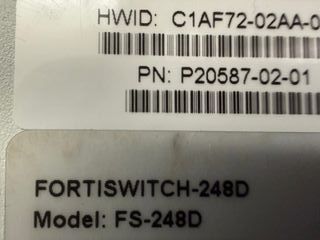 HWID: C1AF72-02AA-0
PN: P20587-02-01
FORTISWITCH-248D
Model: FS-248D